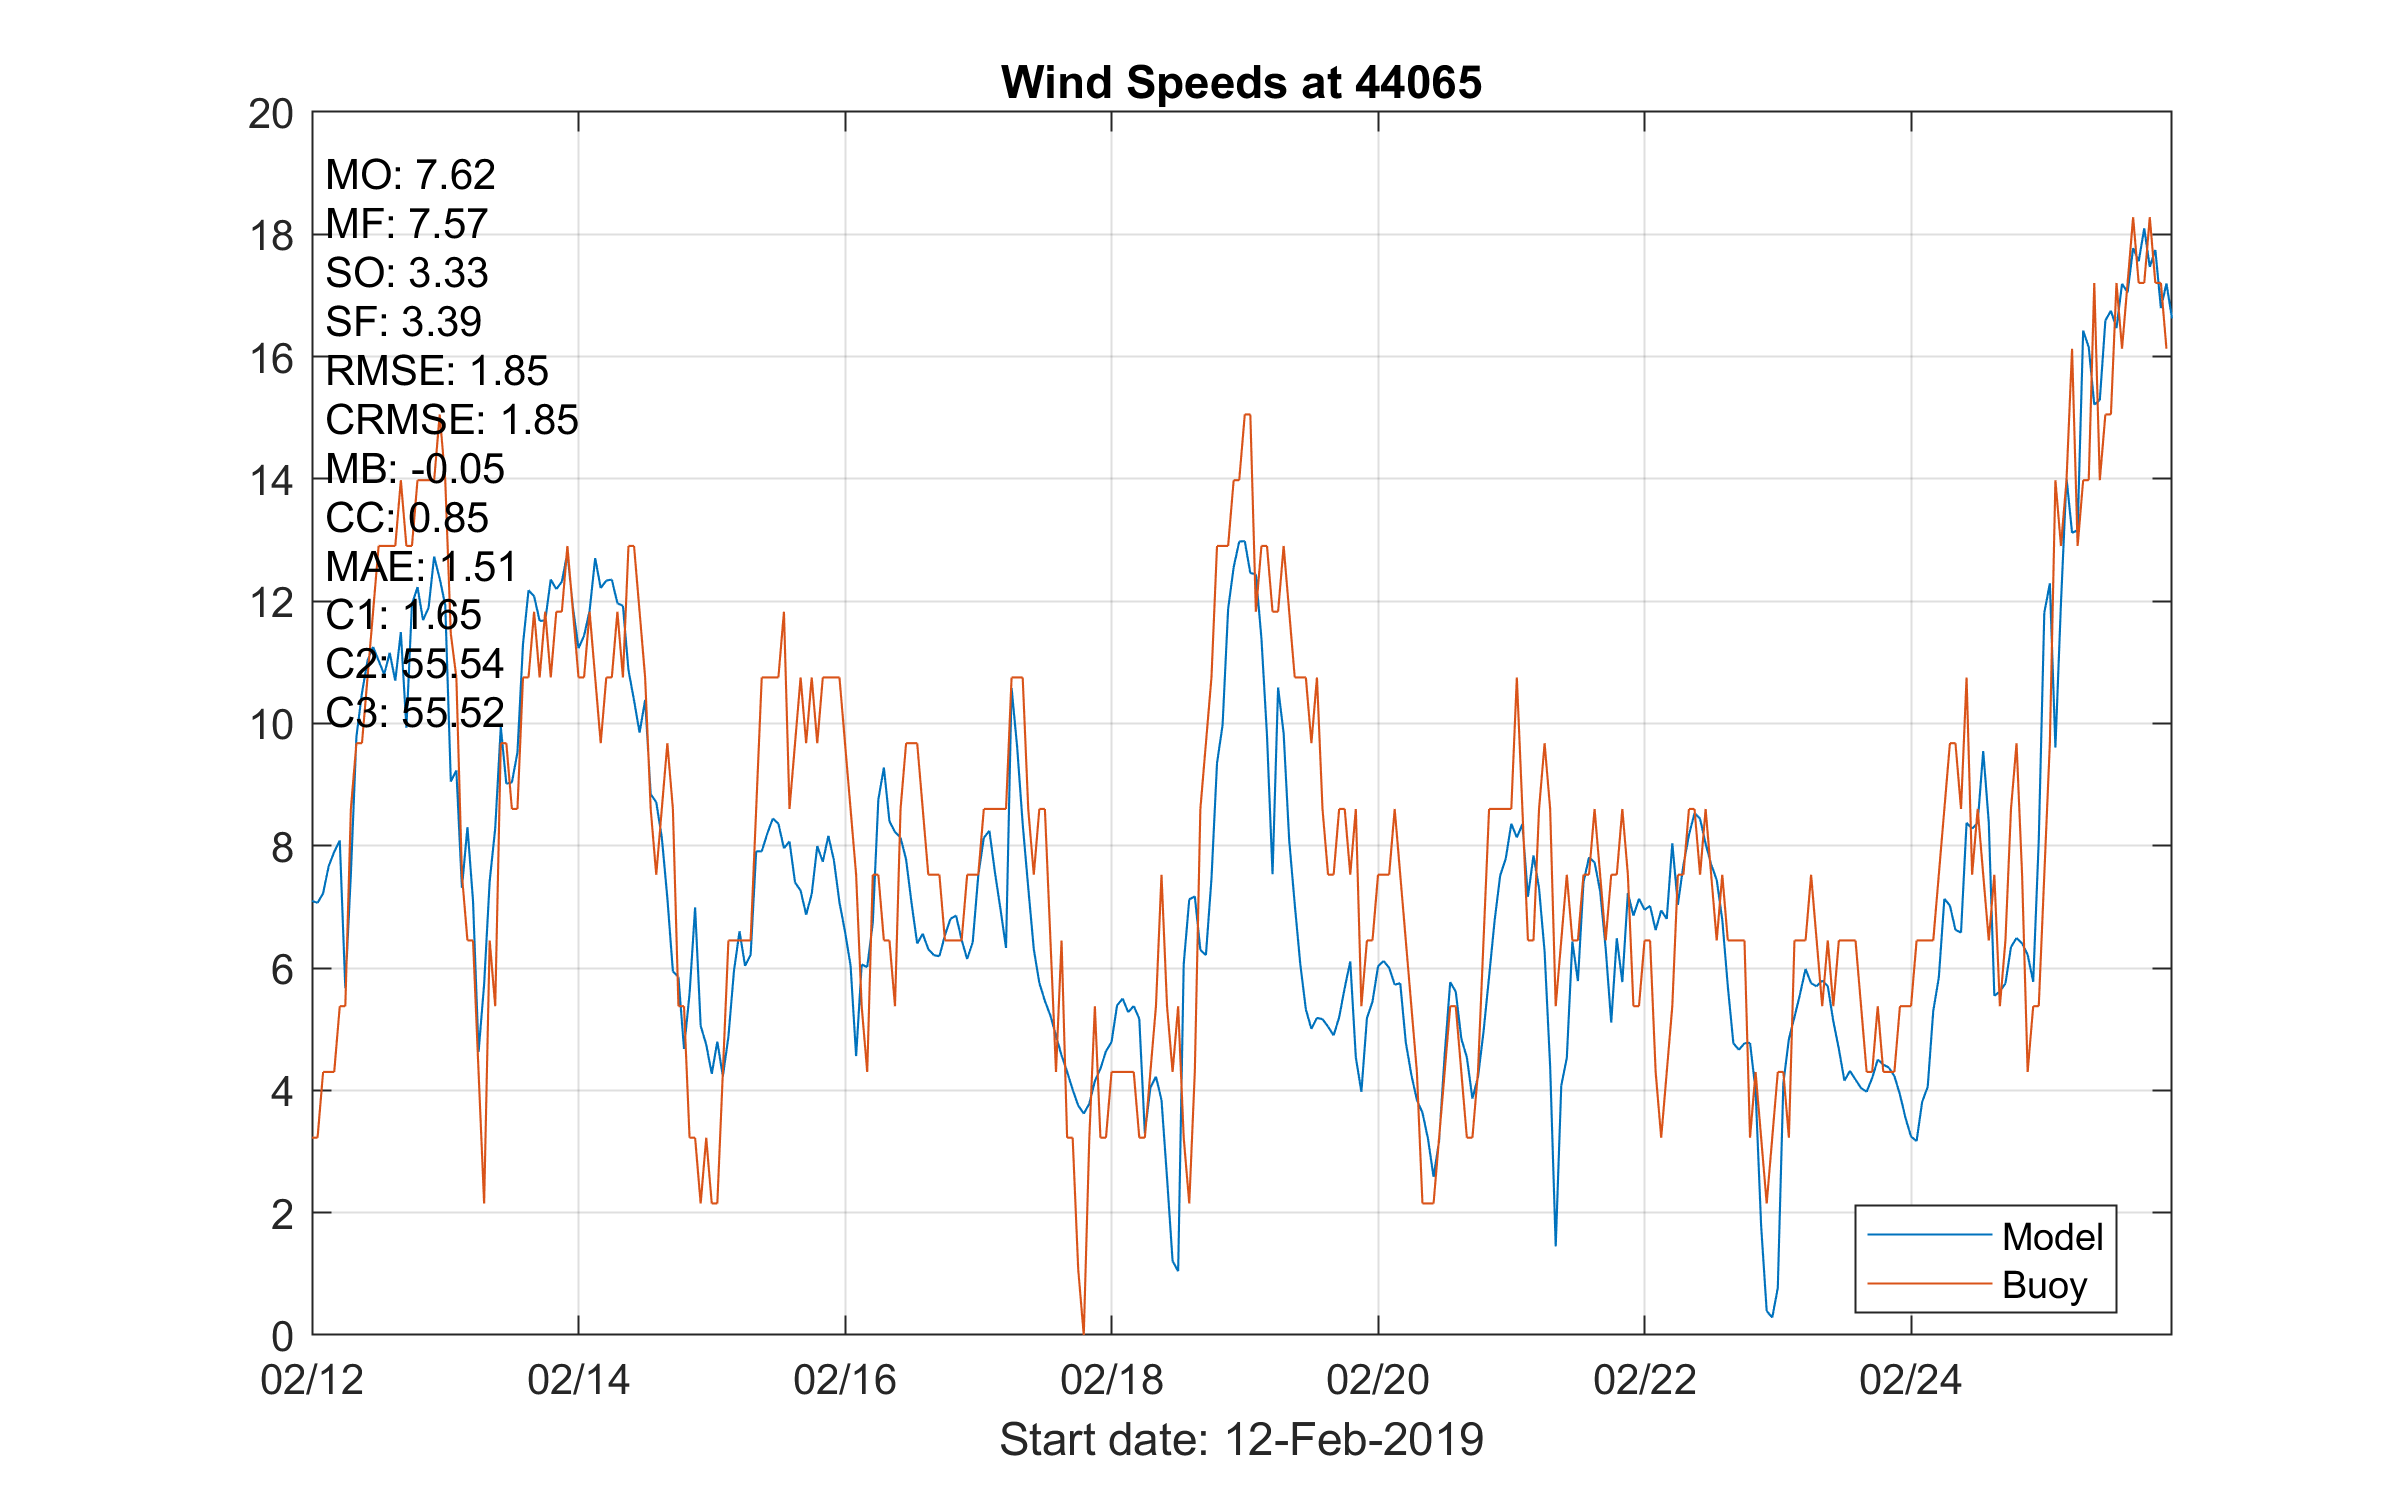 Wind Speeds at 44065
20
18
16
14
12
10
8
6
4
2
0
MO: 7.62
MF: 7.57
SO: 3.33
SF: 3.39
RMSE: 1.85
CRMSE: 1.85
MB: -0.05
CC: 0.85
MAE: 1.51
C1: 1.65
C2: 55.54
C3: 55.52
Model
Buoy
02/12 02/14 02/16 02/18 02/20 02/22 02/24
Start date: 12-Feb-2019